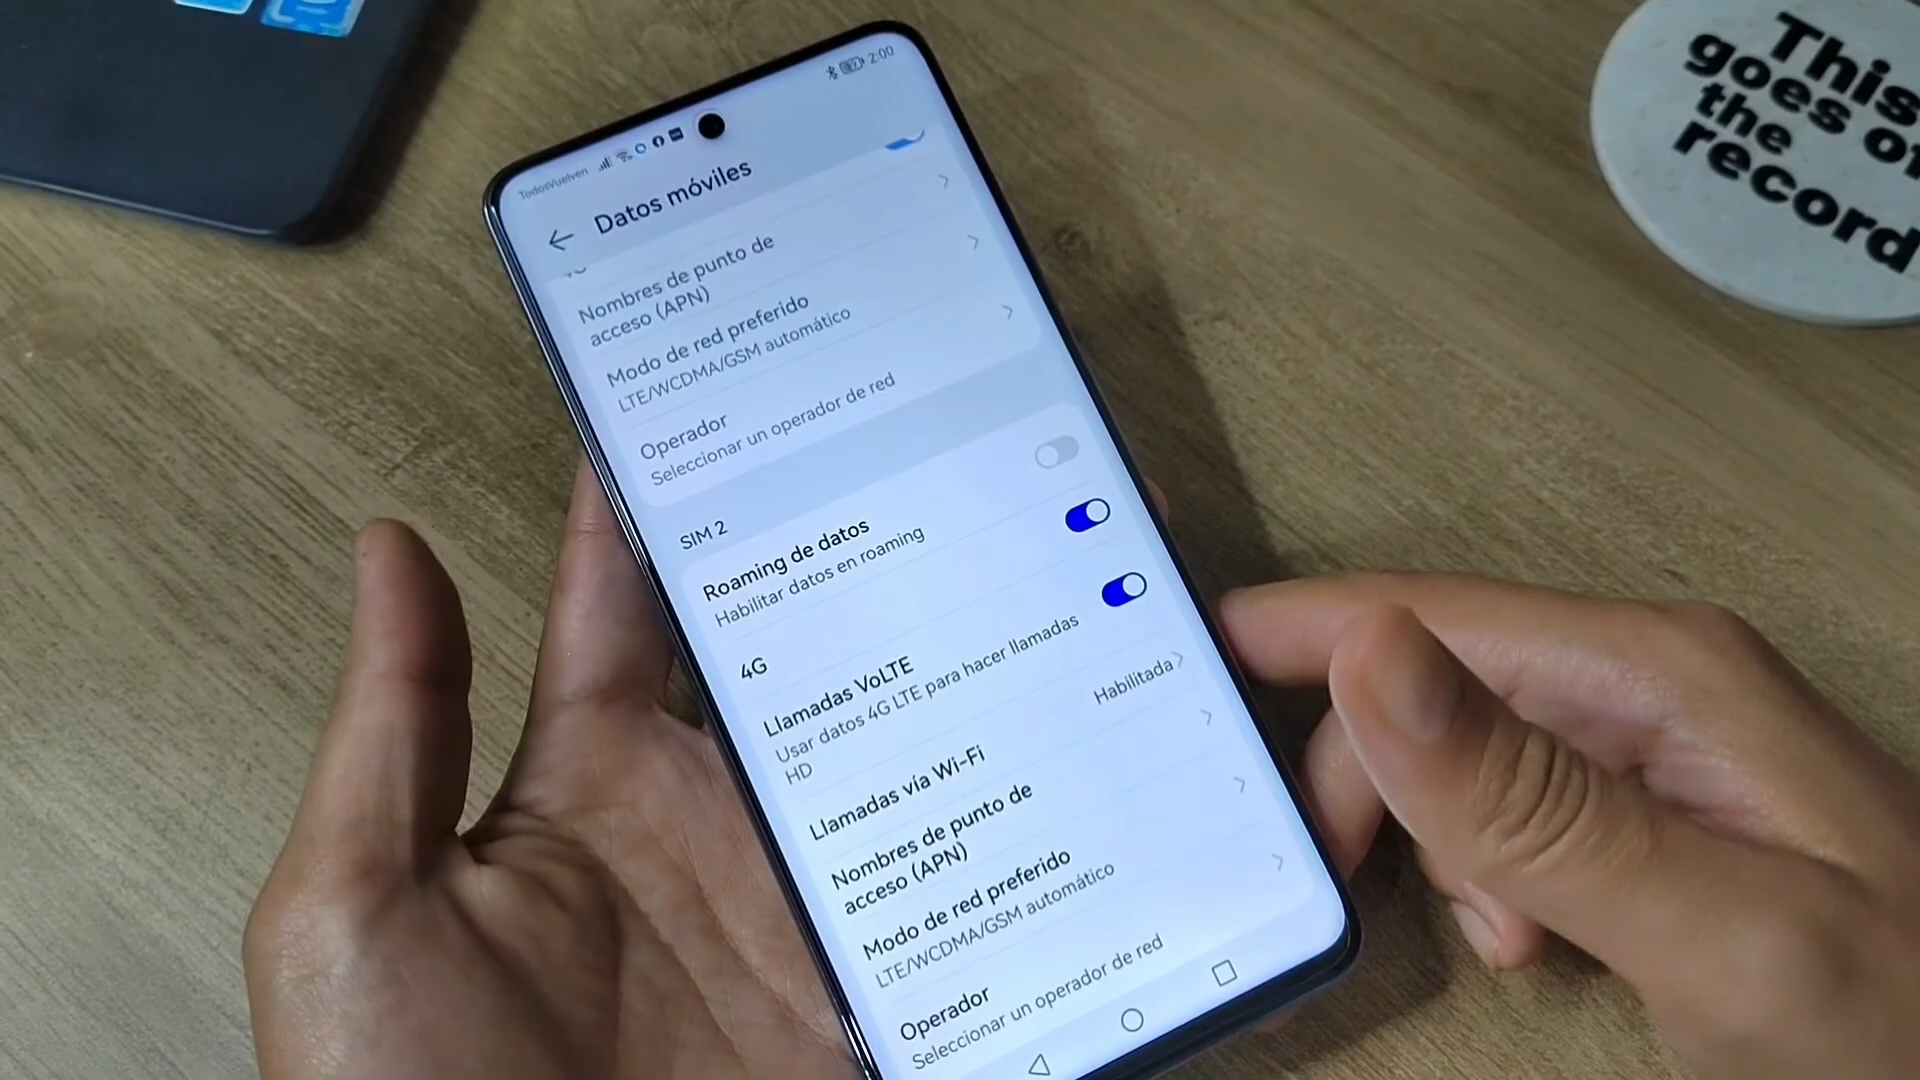 TodosVuelven
2:00
Datos móviles
Nombres de punto de
acceso (APN)
Modo de red preferido
LTE/WCDMA/GSM automático
Operador
Seleccionar un operador de red
SIM 2
Roaming de datos
Habilitar datos en roaming
4G
Llamadas VoLTE
Usar datos 4G LTE para hacer llamadas
HD
Llamadas vía Wi-Fi
Habilitada
Nombres de punto de
acceso (APN)
Modo de red preferido
LTE/WCDMA/GSM automático
Operador
Seleccionar un operador de red
This
goes of
the
record